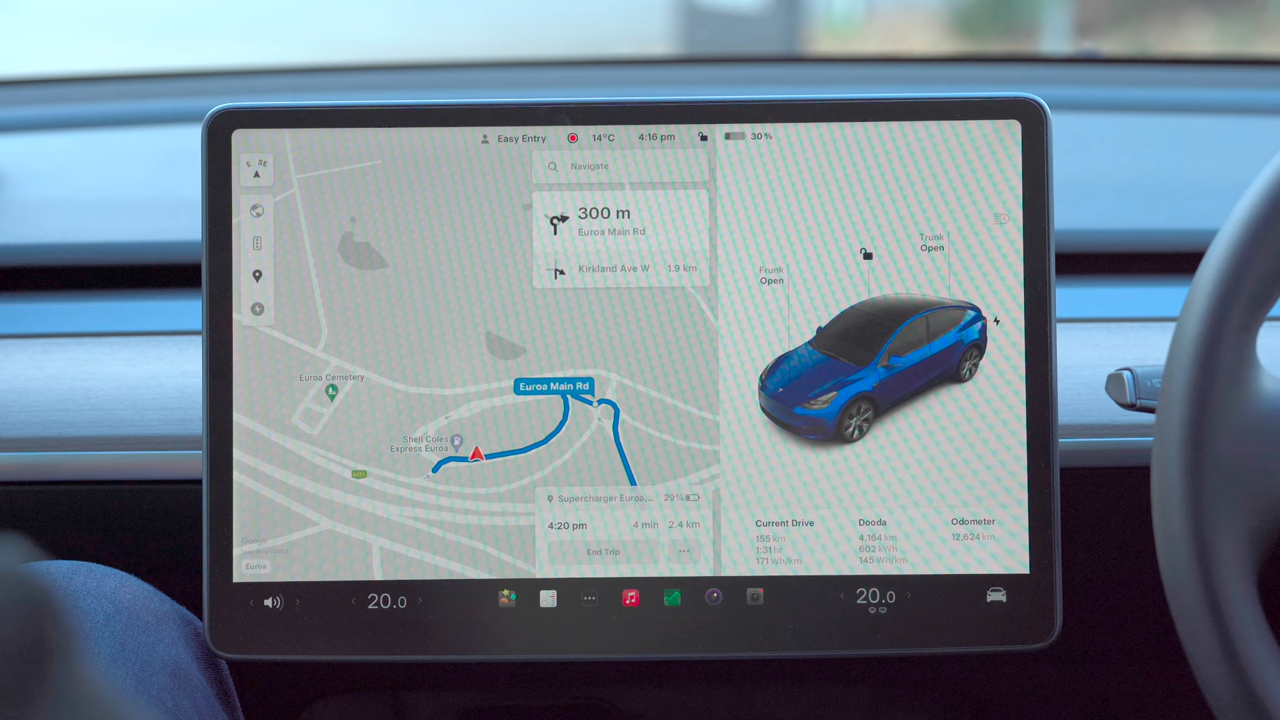 Easy Entry
14°C
4:16 pm
30 %
E SE
Navigate
300 m
Euroa Main Rd
Kirkland Ave W 1.9 km
Euroa Cemetery
Euroa Main Rd
Shell Coles
Express Euroa
M31
Supercharger Euroa,... 29%
4:20 pm 4 min 2.4 km
End Trip ...
Google
Euroa
Frunk
Open
Trunk
Open
Current Drive
155 km
1:31 hr
171 Wh/km
Dooda
4,164 km
602 kWh
145 Wh/km
Odometer
12,624 km
20.0
20.0